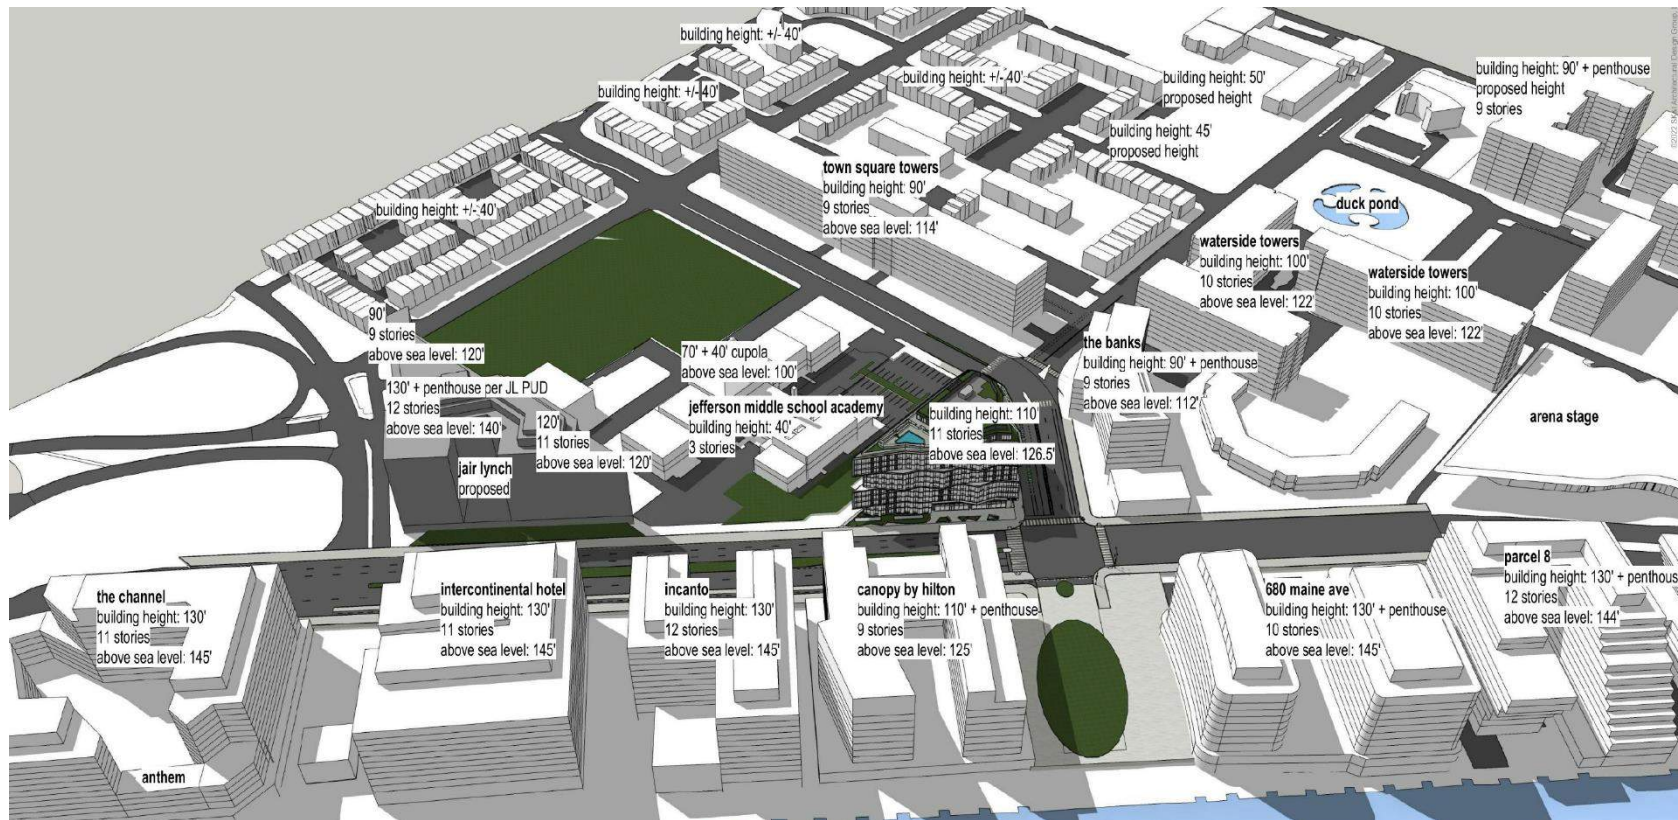 building height: +/- 40'
building height: +/- 40'
building height: +/- 40'
building height: 50'
proposed height
building height: 90' + penthouse
proposed height
9 stories
building height: 45'
proposed height
town square towers
building height: 90'
9 stories
above sea level: 114'
building height: +/- 40'
duck pond
waterside towers
building height: 100'
10 stories
above sea level: 122'
waterside towers
building height: 100'
10 stories
above sea level: 122'
90'
9 stories
above sea level: 120'
70' + 40' cupola
above sea level: 100'
the banks
building height: 90' + penthouse
9 stories
above sea level: 112'
130' + penthouse per JL PUD
12 stories
above sea level: 140'
120'
11 stories
above sea level: 120'
jair lynch
proposed
jefferson middle school academy
building height: 40'
3 stories
building height: 110'
11 stories
above sea level: 126.5'
arena stage
the channel
building height: 130'
11 stories
above sea level: 145'
intercontinental hotel
building height: 130'
11 stories
above sea level: 145'
incanto
building height: 130'
12 stories
above sea level: 145'
canopy by hilton
building height: 110' + penthouse
9 stories
above sea level: 125'
680 maine ave
building height: 130' + penthouse
10 stories
above sea level: 145'
parcel 8
building height: 130' + penthouse
12 stories
above sea level: 144'
anthem